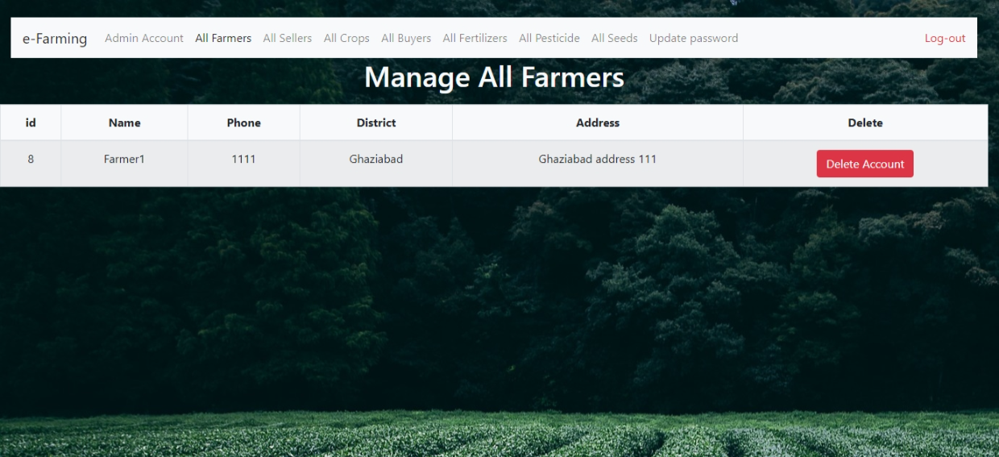 e-Farming Admin Account All Farmers All Sellers All Crops All Buyers All Fertilizers All Pesticide All Seeds Update password Log-out
Manage All Farmers
id Name Phone District Address Delete
8 Farmer1 1111 Ghaziabad Ghaziabad address 111 Delete Account